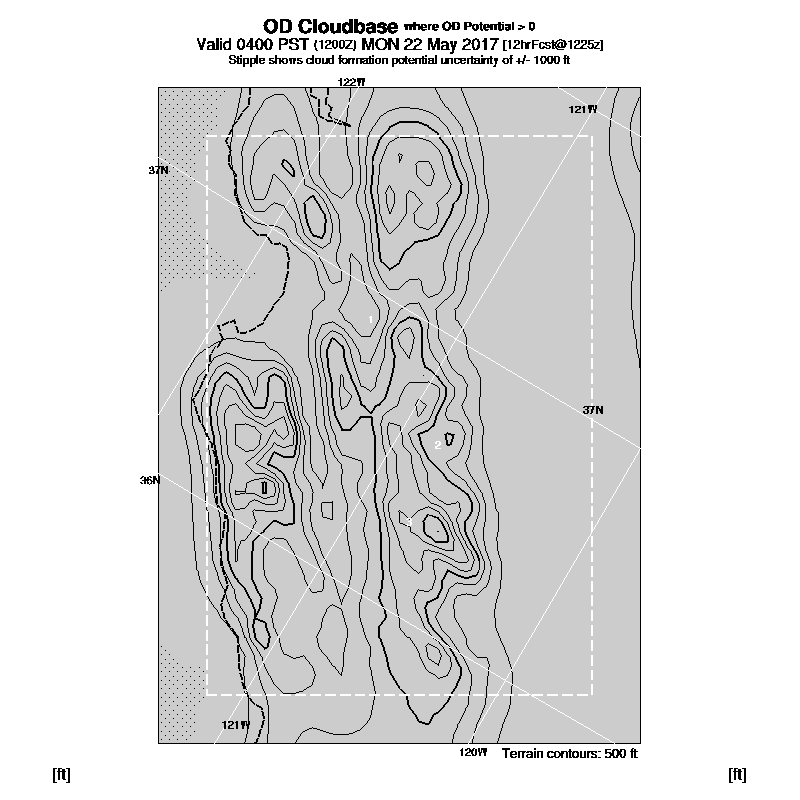 OD Cloudbase where OD Potential > 0
Valid 0400 PST (1200Z) MON 22 May 2017 [12hrFcst@1225z]
Stipple shows cloud formation potential uncertainty of +/- 1000 ft
122W
121W
37N
1
37N
2
36N
3
121W
120W Terrain contours: 500 ft
[ft] [ft]